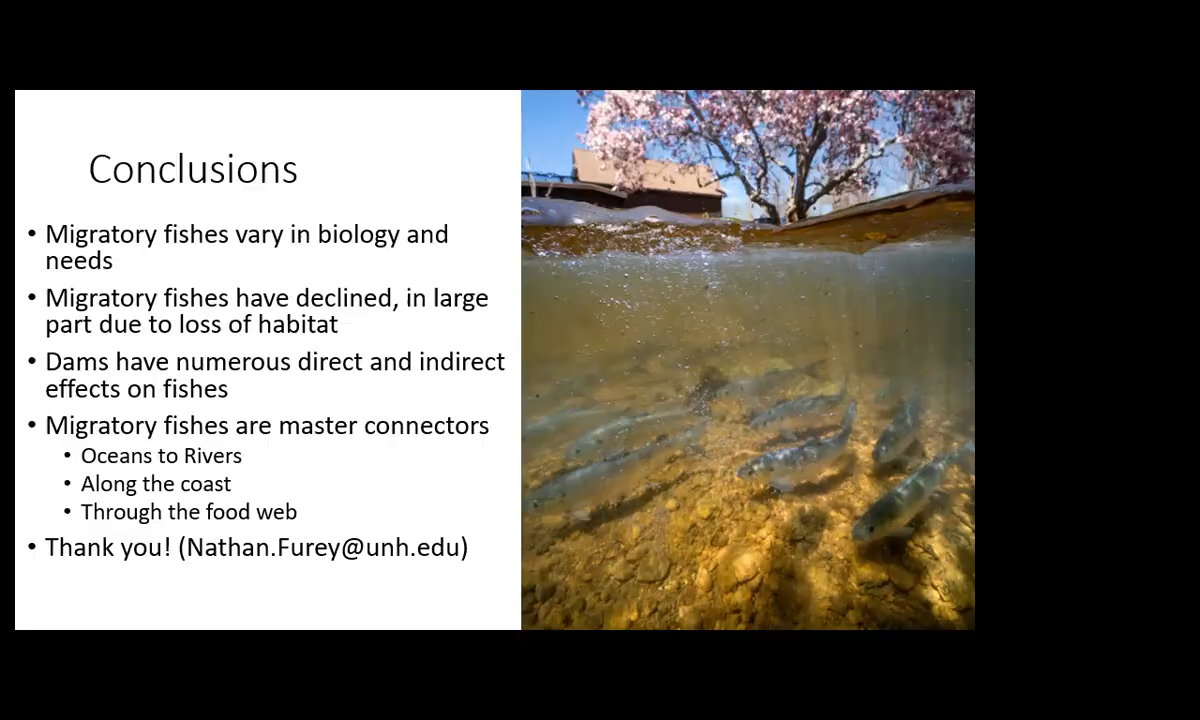 Conclusions
• Migratory fishes vary in biology and
needs
• Migratory fishes have declined, in large
part due to loss of habitat
• Dams have numerous direct and indirect
effects on fishes
• Migratory fishes are master connectors
• Oceans to Rivers
• Along the coast
• Through the food web
• Thank you! (Nathan.Furey@unh.edu)